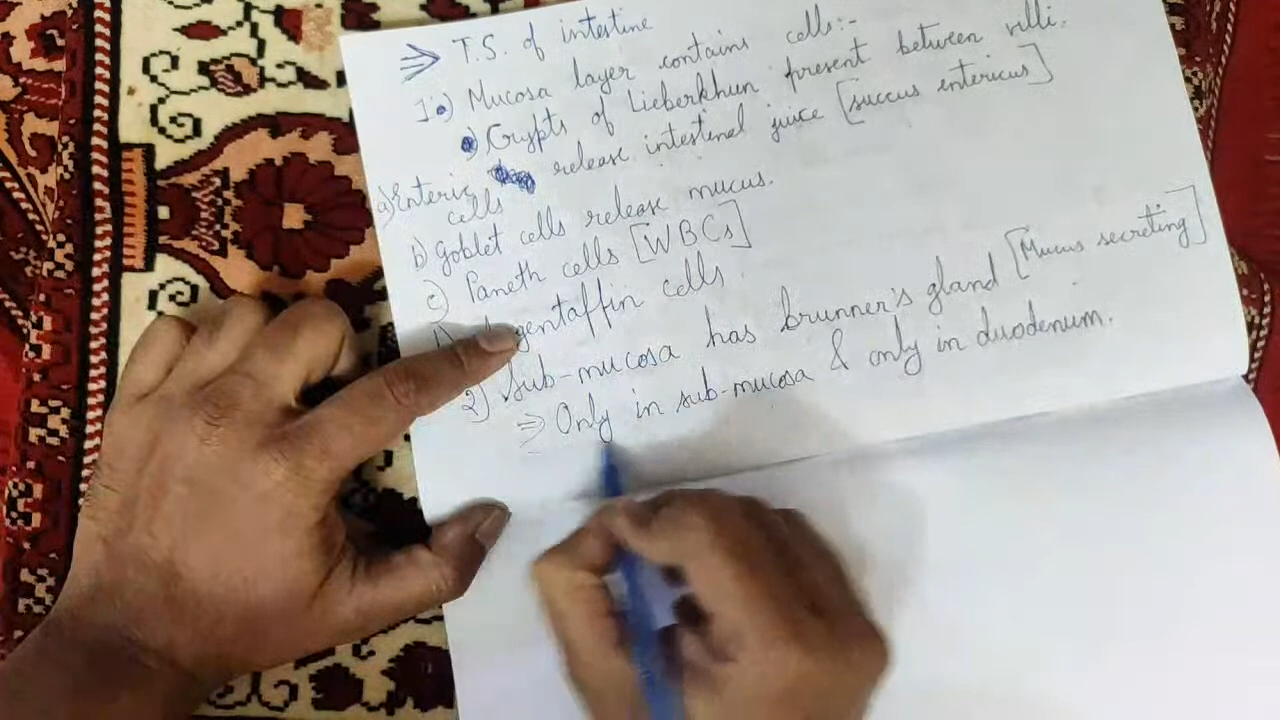 ⇒ T.S. of intestine
1•) Mucosa layer contains cells:-
•) Crypts of Lieberkhun present between villi.
a) Enteric cells release intestinel juice [succus entericus]
b) Goblet cells release mucus.
c) Paneth cells [WBCs]
cells
2) Sub-mucosa has brunner's gland [Mucus secreting]
⇒ Only in sub-mucosa & only in duodenum.